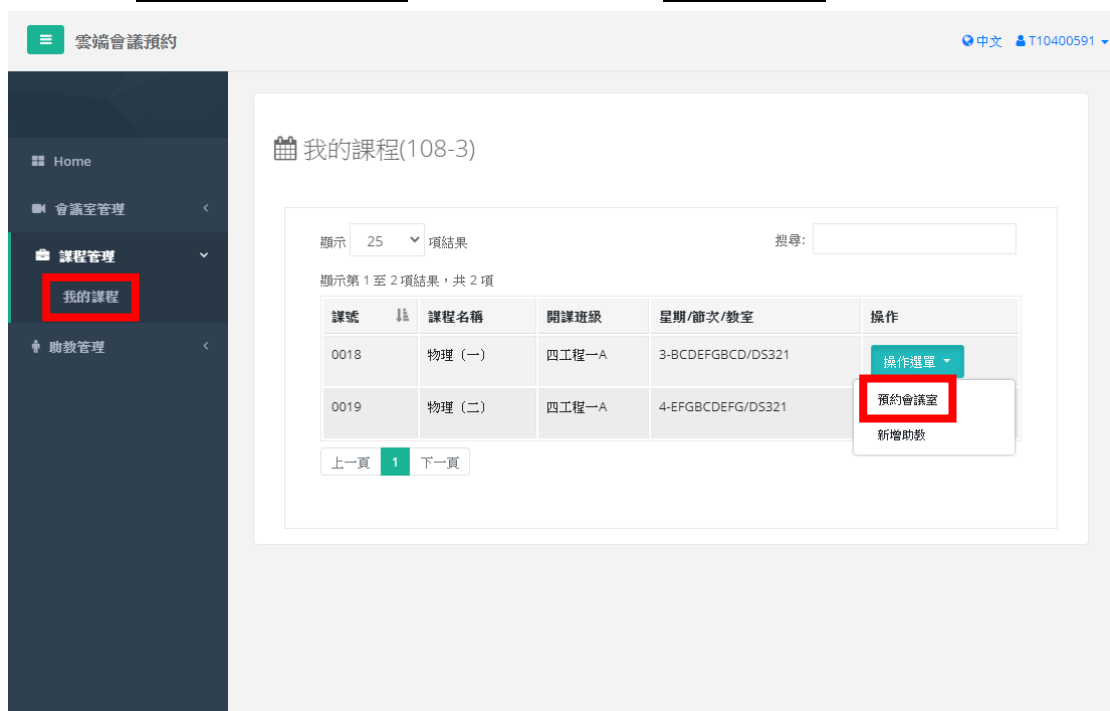 雲端會議預約
中文 T10400591
Home
會議室管理
課程管理
我的課程
助教管理
我的課程(108-3)
顯示 25 項結果
搜尋:
顯示第 1 至 2 項結果，共 2 項
課號 課程名稱 開課班級 星期/節次/教室 操作
0018 物理（一） 四工程一A 3-BCDEFGBCD/DS321 操作選單
0019 物理（二） 四工程一A 4-EFGBCDEFG/DS321
預約會議室
新增助教
上一頁 1 下一頁